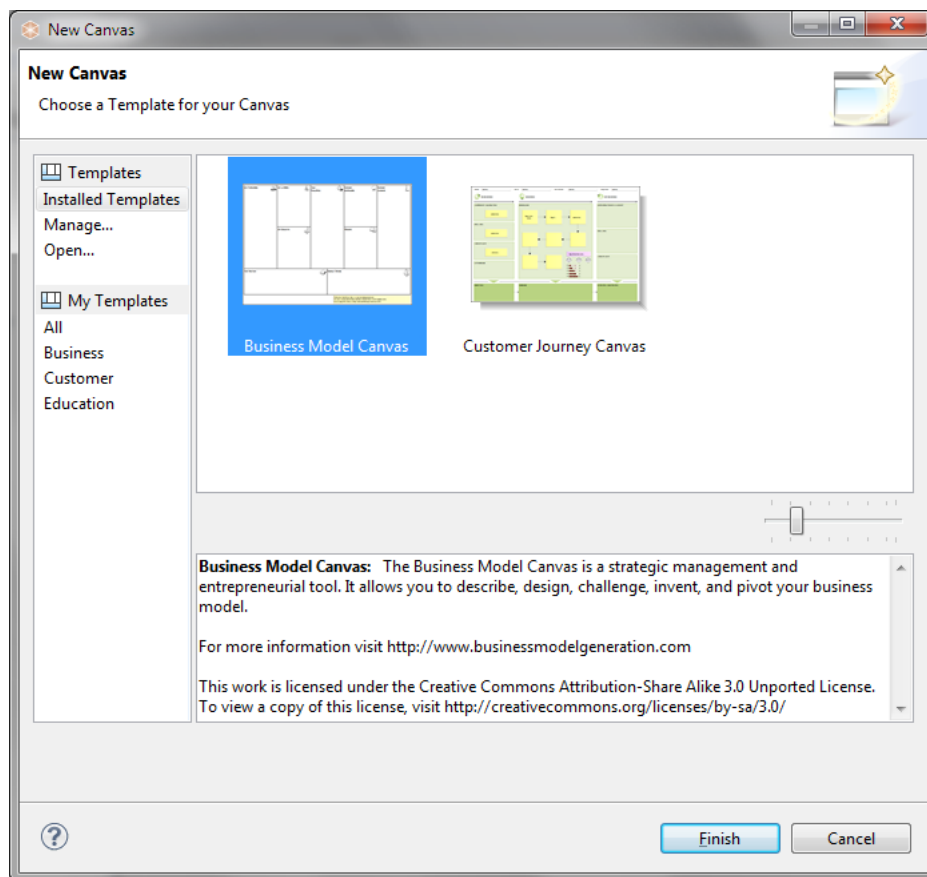 New Canvas
New Canvas
Choose a Template for your Canvas
Templates
Installed Templates
Manage...
Open...
My Templates
All
Business
Customer
Education
Business Model Canvas
Customer Journey Canvas
Business Model Canvas: The Business Model Canvas is a strategic management and
entrepreneurial tool. It allows you to describe, design, challenge, invent, and pivot your business
model.
For more information visit http://www.businessmodelgeneration.com
This work is licensed under the Creative Commons Attribution-Share Alike 3.0 Unported License.
To view a copy of this license, visit http://creativecommons.org/licenses/by-sa/3.0/
Finish
Cancel